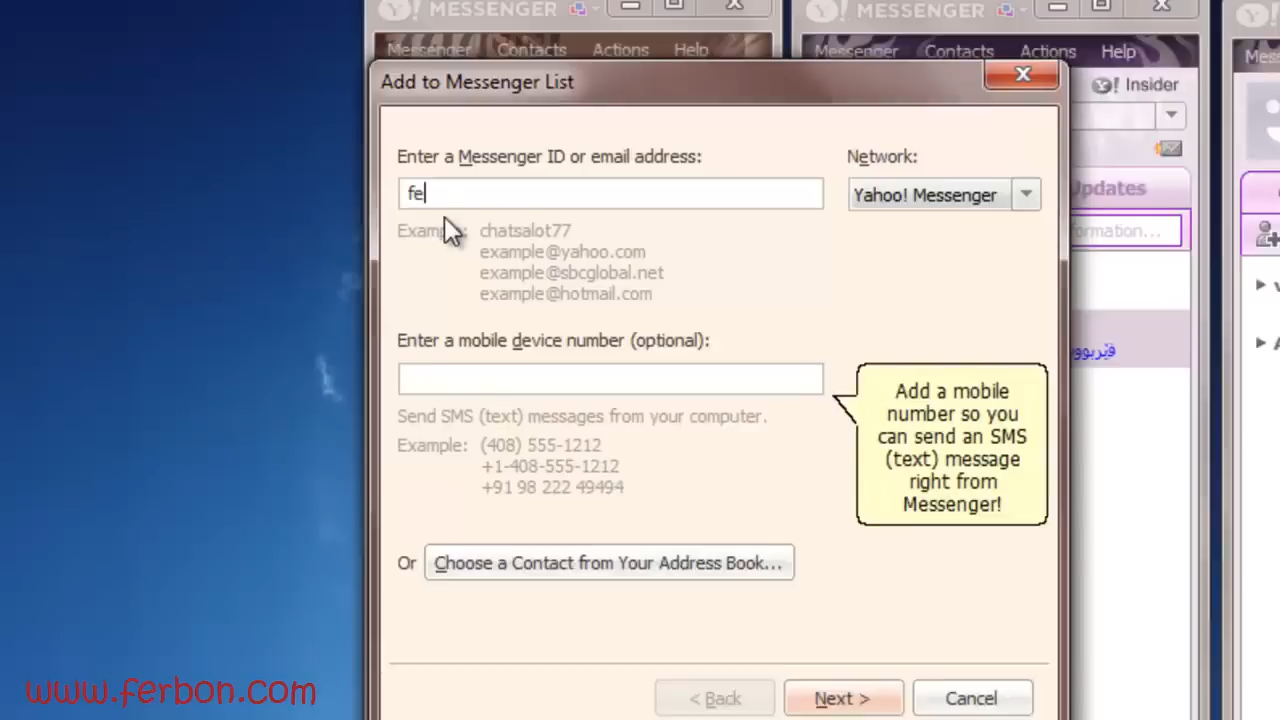 Y! MESSENGER
Y! MESSENGER
Messenger Contacts Actions Help
Messenger Contacts Actions Help
Add to Messenger List
Y! Insider
Enter a Messenger ID or email address:
Network:
fe
Yahoo! Messenger
Updates
Example: chatsalot77
example@yahoo.com
example@sbcglobal.net
example@hotmail.com
formation...
Enter a mobile device number (optional):
فێربوو
Send SMS (text) messages from your computer.
Example: (408) 555-1212
+1-408-555-1212
+91 98 222 49494
Add a mobile
number so you
can send an SMS
(text) message
right from
Messenger!
Or Choose a Contact from Your Address Book...
www.ferbon.com
< Back Next > Cancel